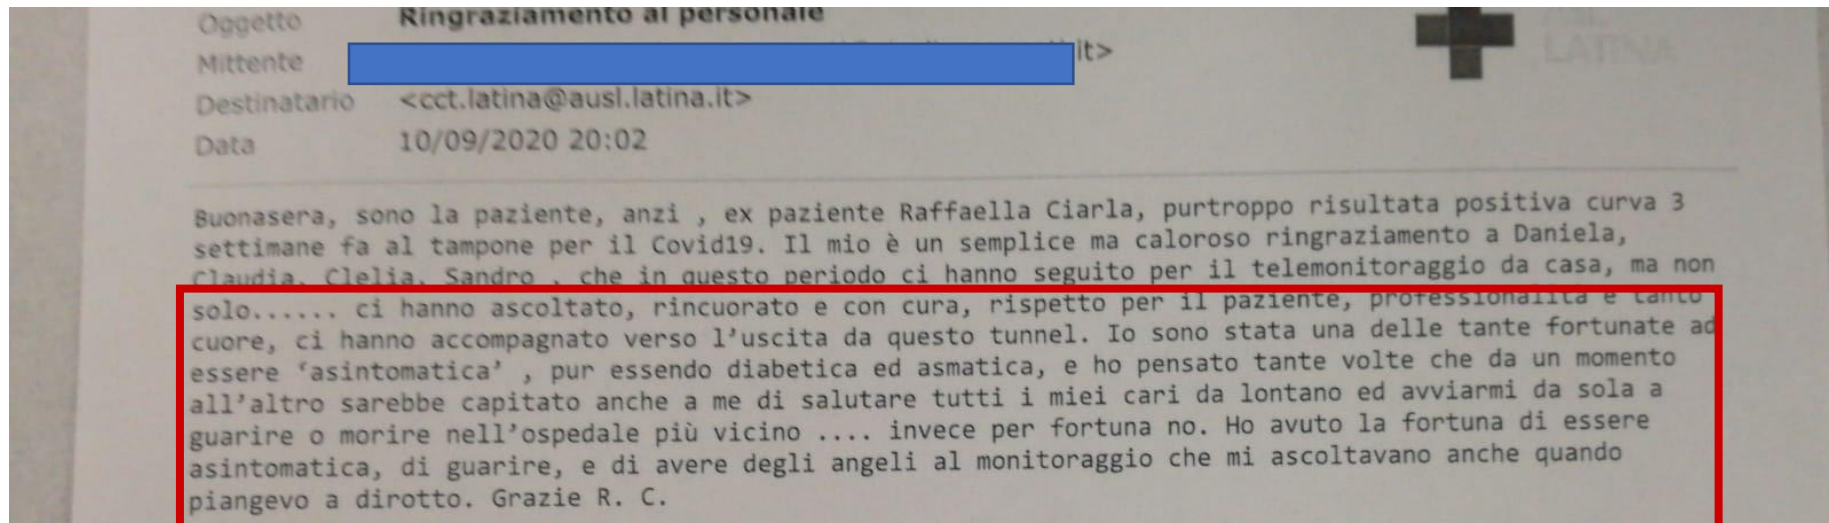 Oggetto Ringraziamento al personale
Mittente it>
Destinatario <cct.latina@ausl.latina.it>
Data 10/09/2020 20:02
ASL
LATINA
Buonasera, sono la paziente, anzi , ex paziente Raffaella Ciarla, purtroppo risultata positiva curva 3
settimane fa al tampone per il Covid19. Il mio è un semplice ma caloroso ringraziamento a Daniela,
Claudia, Clelia, Sandro , che in questo periodo ci hanno seguito per il telemonitoraggio da casa, ma non
solo...... ci hanno ascoltato, rincuorato e con cura, rispetto per il paziente, professionalità e tanto
cuore, ci hanno accompagnato verso l'uscita da questo tunnel. Io sono stata una delle tante fortunate ad
essere ‘asintomatica’ , pur essendo diabetica ed asmatica, e ho pensato tante volte che da un momento
all’altro sarebbe capitato anche a me di salutare tutti i miei cari da lontano ed avviarmi da sola a
guarire o morire nell’ospedale più vicino .... invece per fortuna no. Ho avuto la fortuna di essere
asintomatica, di guarire, e di avere degli angeli al monitoraggio che mi ascoltavano anche quando
piangevo a dirotto. Grazie R. C.